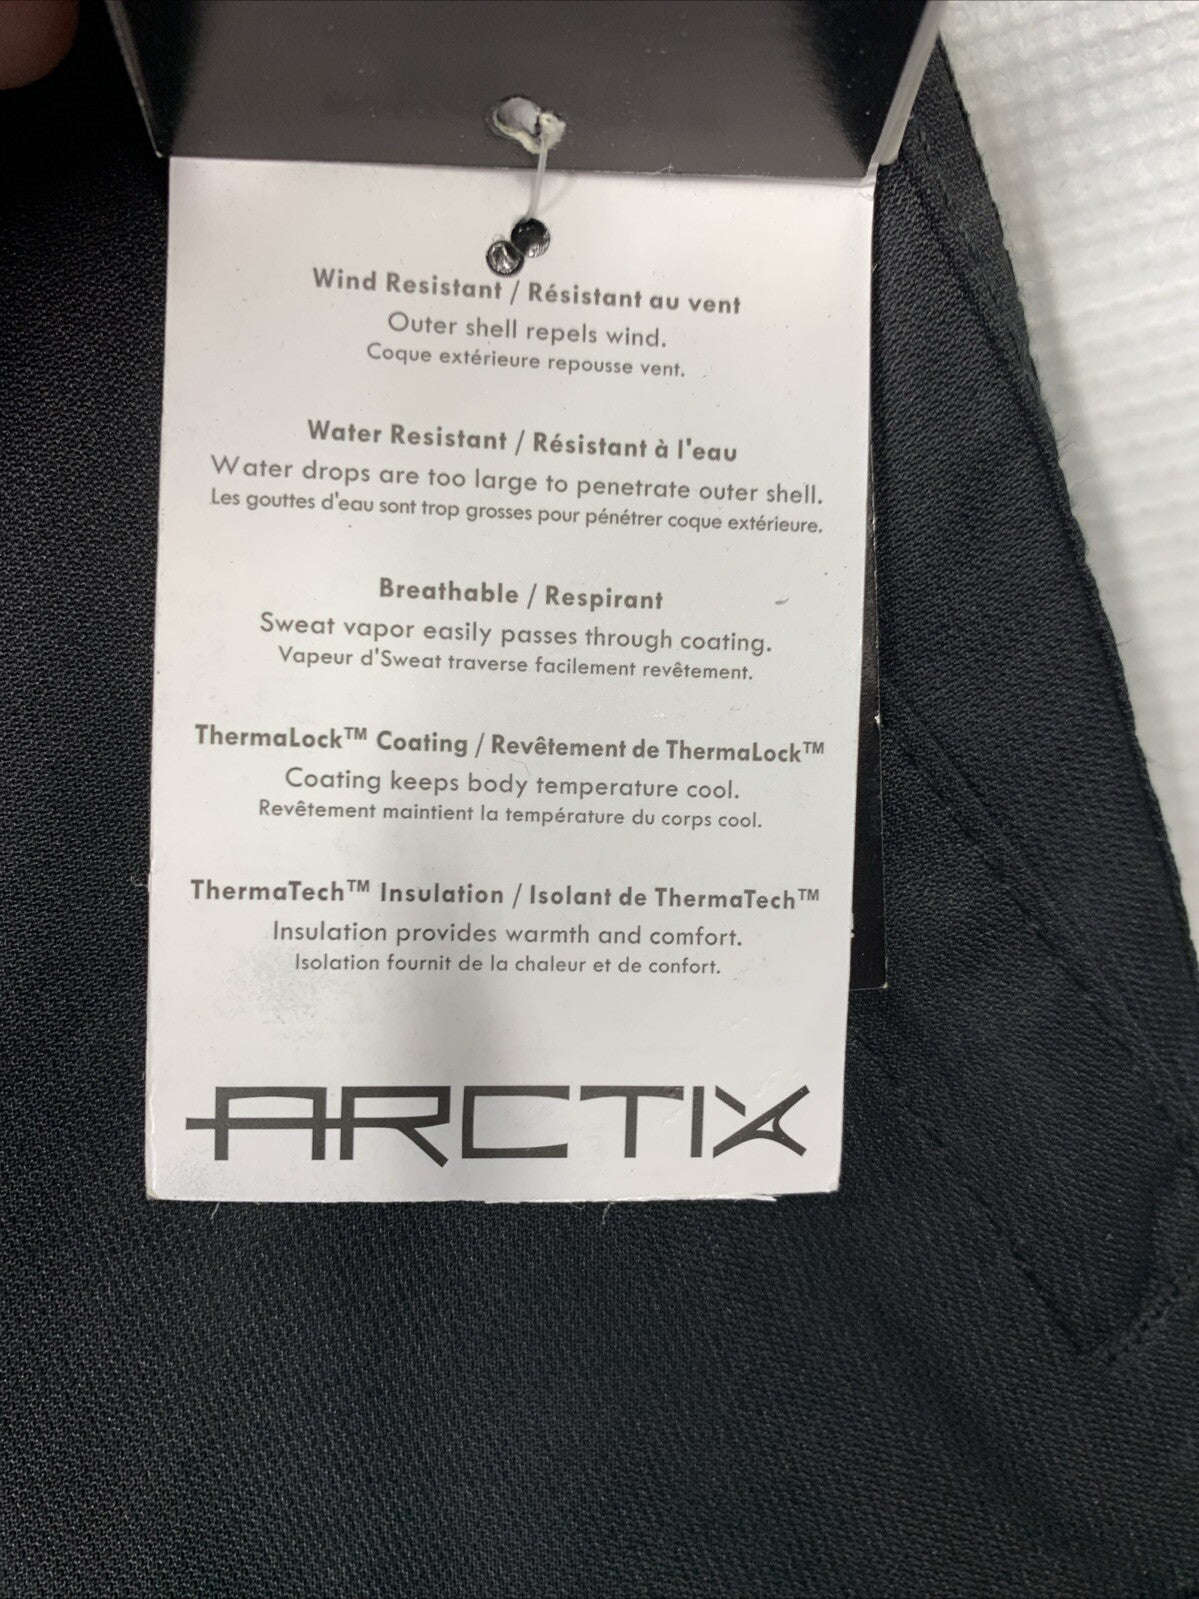 Wind Resistant / Résistant au vent
Outer shell repels wind.
Coque extérieure repousse vent.
Water Resistant / Résistant à l'eau
Water drops are too large to penetrate outer shell.
Les gouttes d'eau sont trop grosses pour pénétrer coque extérieure.
Breathable / Respirant
Sweat vapor easily passes through coating.
Vapeur d'Sweat traverse facilement revêtement.
ThermaLock™ Coating / Revêtement de ThermaLock™
Coating keeps body temperature cool.
Revêtement maintient la température du corps cool.
ThermaTech™ Insulation / Isolant de ThermaTech™
Insulation provides warmth and comfort.
Isolation fournit de la chaleur et de confort.
ARCTIX